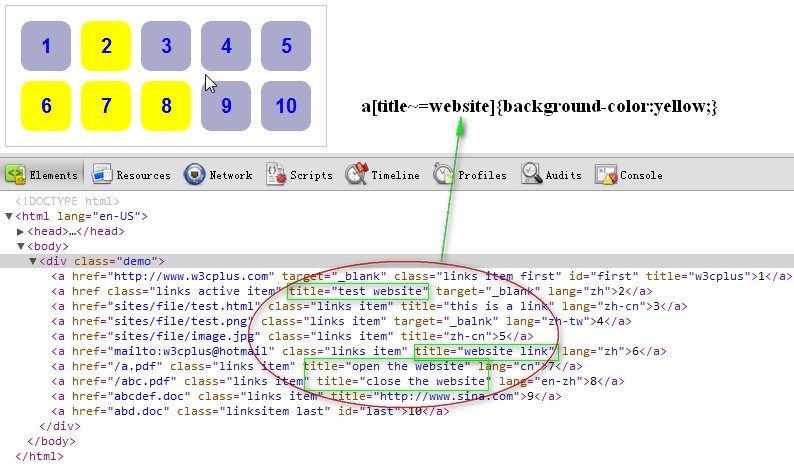 1 2 3 4 5
6 7 8 9 10
a[title~=website]{background-color:yellow;}
Elements Resources Network Scripts Timeline Profiles Audits Console
<!DOCTYPE html>
<html lang="en-US">
<head>…</head>
<body>
<div class="demo">
<a href="http://www.w3cplus.com" target="_blank" class="links item first" id="first" title="w3cplus">1</a>
<a href class="links active item" title="test website" target="_blank" lang="zh">2</a>
<a href="sites/file/test.html" class="links item" title="this is a link" lang="zh-cn">3</a>
<a href="sites/file/test.png" class="links item" target="_balnk" lang="zh-tw">4</a>
<a href="sites/file/image.jpg" class="links item" title="zh-cn">5</a>
<a href="mailto:w3cplus@hotmail" class="links item" title="website link" lang="zh">6</a>
<a href="/a.pdf" class="links item" title="open the website" lang="cn">7</a>
<a href="/abc.pdf" class="links item" title="close the website" lang="en-zh">8</a>
<a href="abcdef.doc" class="links item" title="http://www.sina.com">9</a>
<a href="abd.doc" class="linksitem last" id="last">10</a>
</div>
</body>
</html>